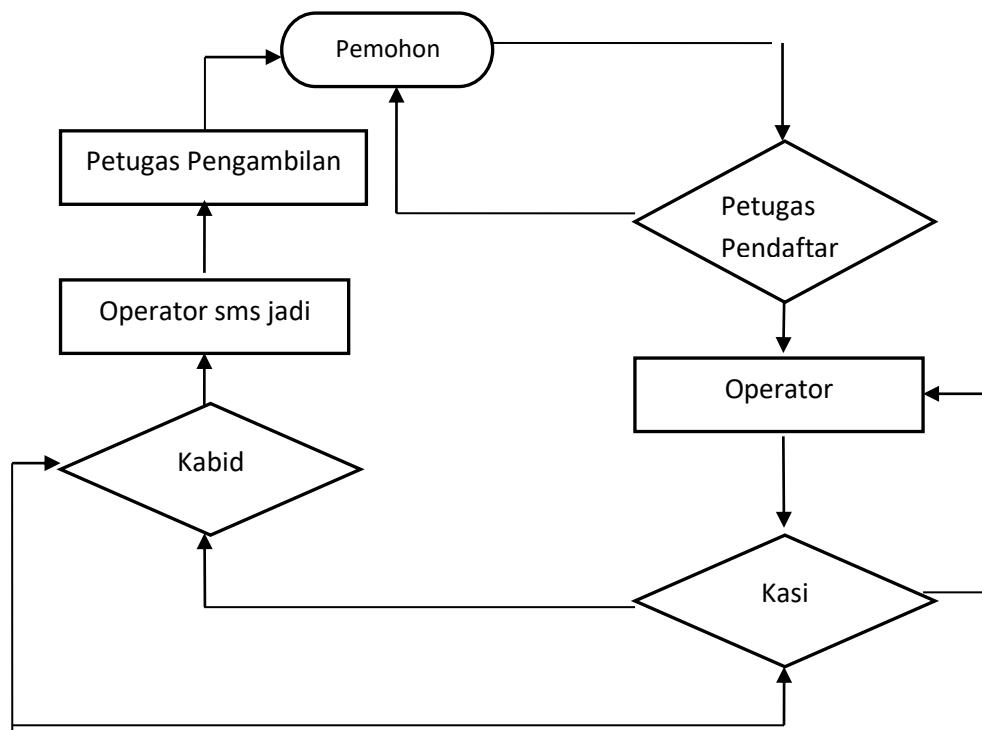 Pemohon
Petugas Pengambilan
Petugas
Pendaftar
Operator sms jadi
Operator
Kabid
Kasi